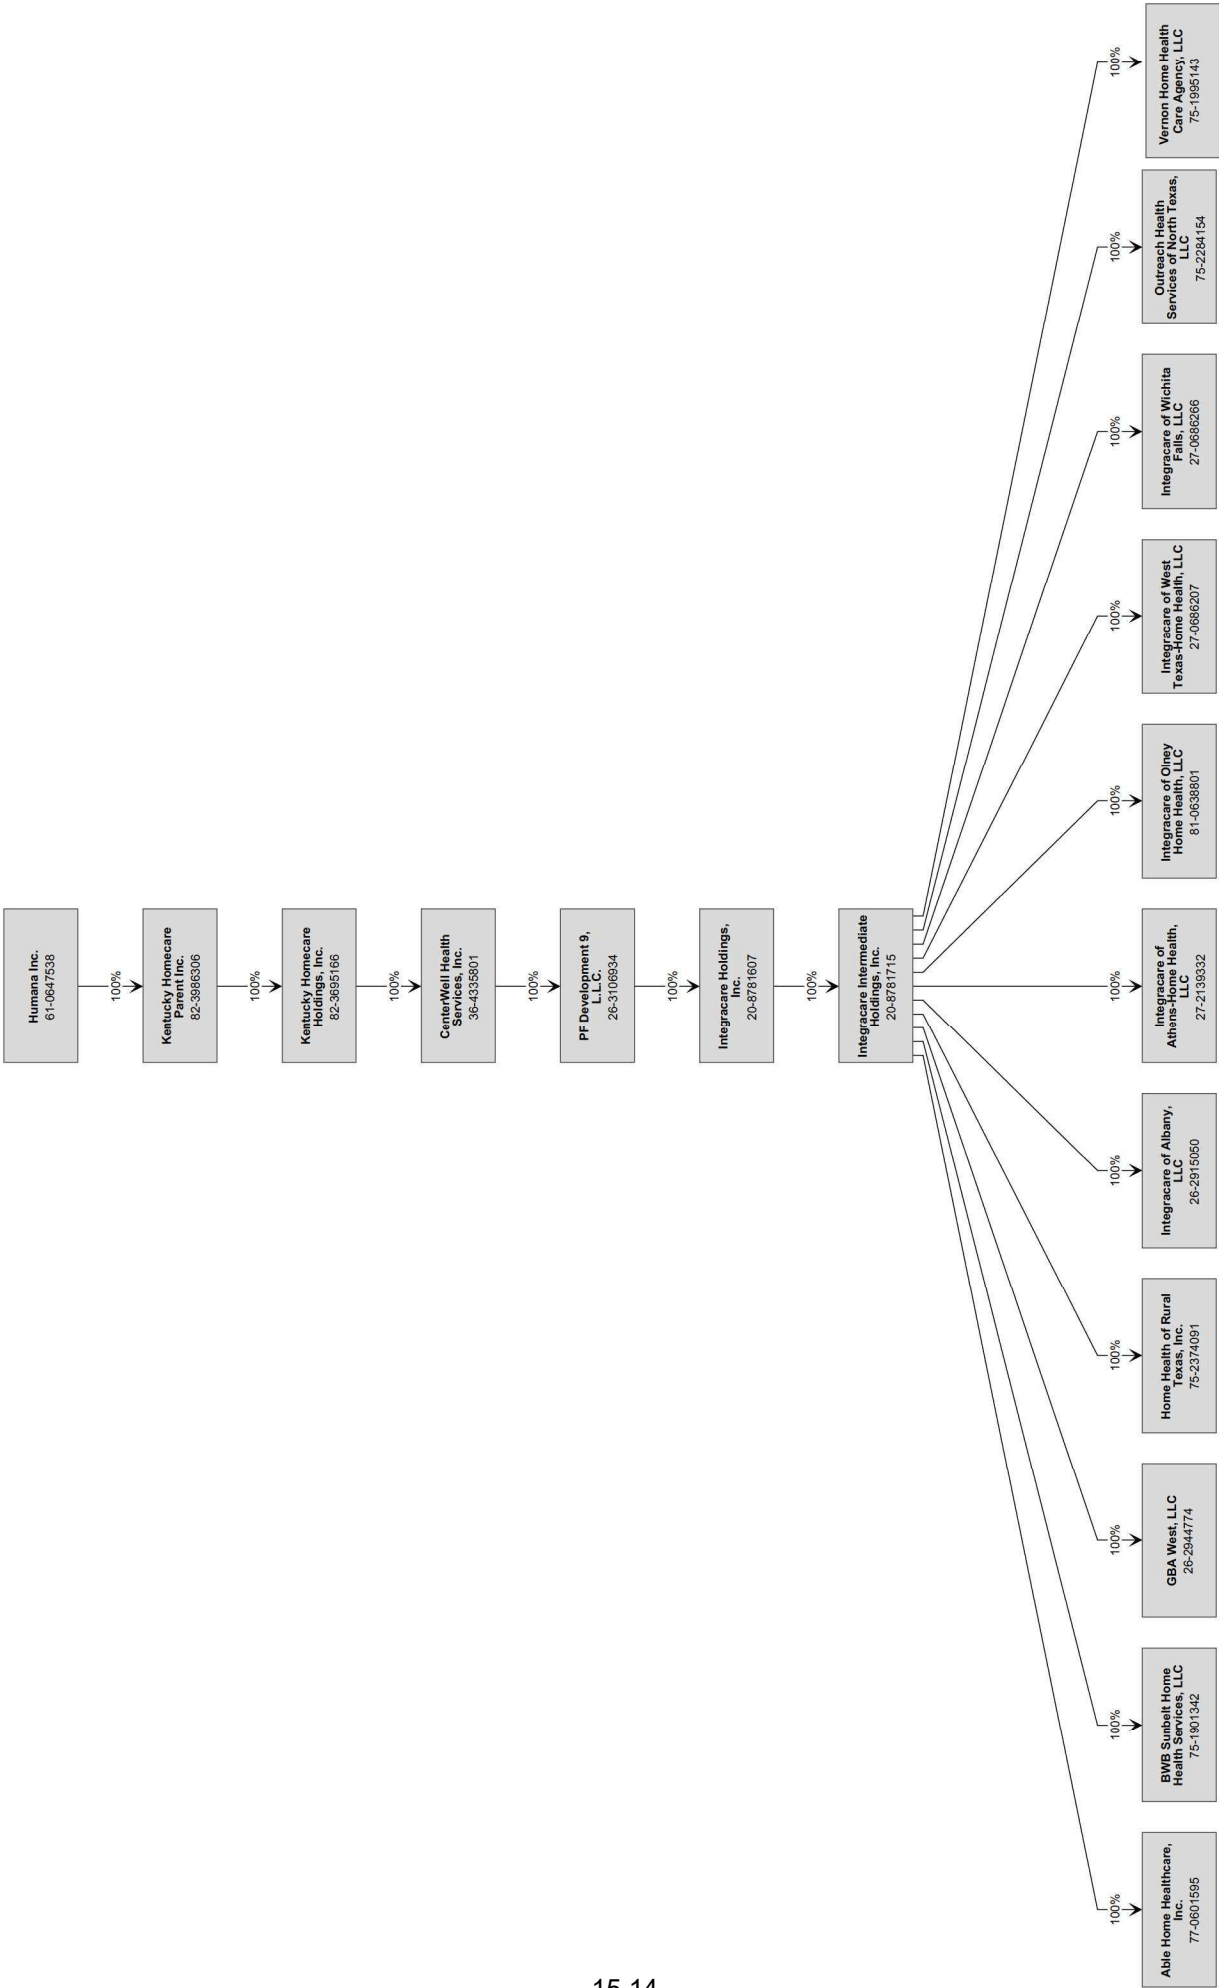 Humana Inc.
61-0647538
100%
Kentucky Homecare
Parent Inc.
82-3986306
100%
Kentucky Homecare
Holdings, Inc.
82-3695166
100%
CenterWell Health
Services, Inc.
36-4335801
100%
PF Development 9,
L.L.C.
26-3106934
100%
Integracare Holdings,
Inc.
20-8781607
100%
Integracare Intermediate
Holdings, Inc.
20-8781715
100%
Able Home Healthcare,
Inc.
77-0601595
100%
BWB Sunbelt Home
Health Services, LLC
75-1901342
100%
GBA West, LLC
26-2944774
100%
Home Health of Rural
Texas, Inc.
75-2374091
100%
Integracare of Albany,
LLC
26-2915050
100%
Integracare of
Athens-Home Health,
LLC
27-2139332
100%
Integracare of Olney
Home Health, LLC
81-0638801
100%
Integracare of West
Texas-Home Health, LLC
27-0686207
100%
Integracare of Wichita
Falls, LLC
27-0686266
100%
Outreach Health
Services of North Texas,
LLC
75-2284154
100%
Vernon Home Health
Care Agency, LLC
75-1995143
15.14